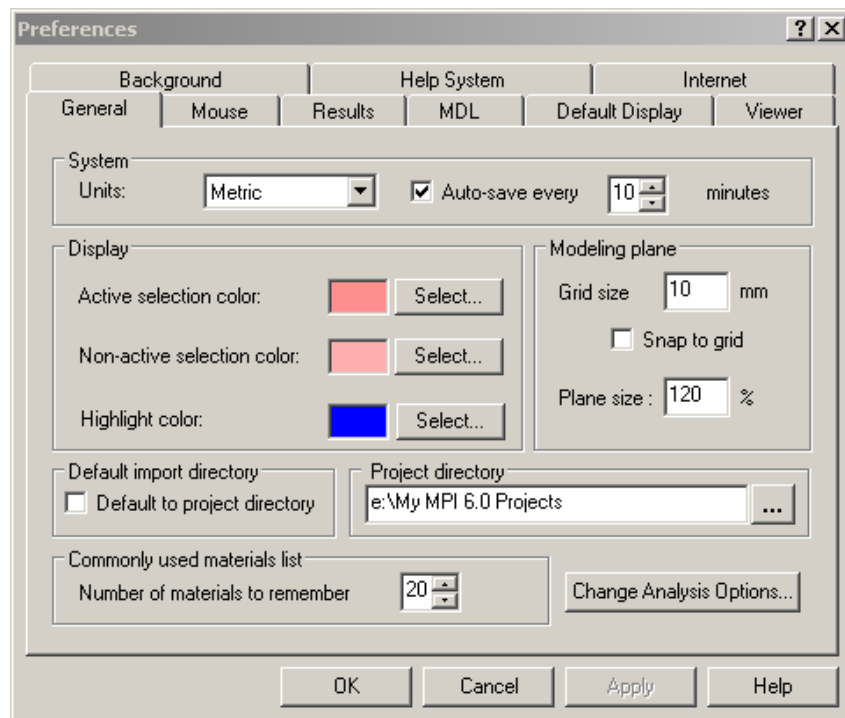 Preferences
Background Help System Internet
General Mouse Results MDL Default Display Viewer
System
Units: Metric Auto-save every 10 minutes
Display
Active selection color: Select...
Non-active selection color: Select...
Highlight color: Select...
Modeling plane
Grid size 10 mm
Snap to grid
Plane size : 120 %
Default import directory
Default to project directory
Project directory
e:\My MPI 6.0 Projects
...
Commonly used materials list
Number of materials to remember 20
Change Analysis Options...
OK Cancel Apply Help